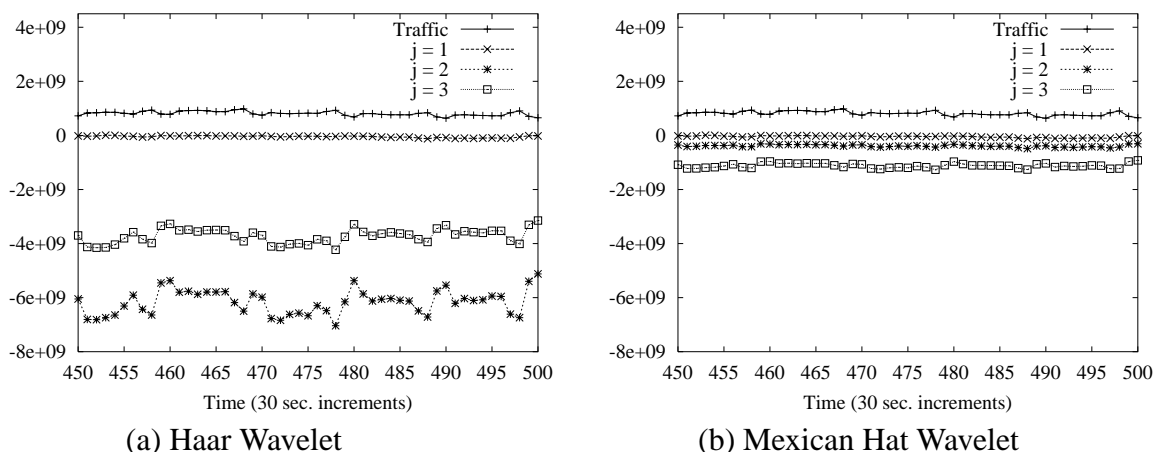 4e+09
2e+09
0
-2e+09
-4e+09
-6e+09
-8e+09
Traffic
j = 1
j = 2
j = 3
450 455 460 465 470 475 480 485 490 495 500
Time (30 sec. increments)
(a) Haar Wavelet
4e+09
2e+09
0
-2e+09
-4e+09
-6e+09
-8e+09
Traffic
j = 1
j = 2
j = 3
450 455 460 465 470 475 480 485 490 495 500
Time (30 sec. increments)
(b) Mexican Hat Wavelet